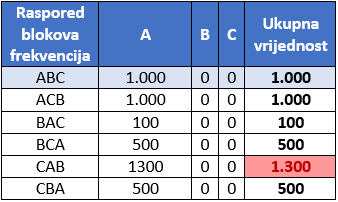 Raspored blokova frekvencija A B C Ukupna vrijednost
ABC 1.000 0 0 1.000
ACB 1.000 0 0 1.000
BAC 100 0 0 100
BCA 500 0 0 500
CAB 1300 0 0 1.300
CBA 500 0 0 500